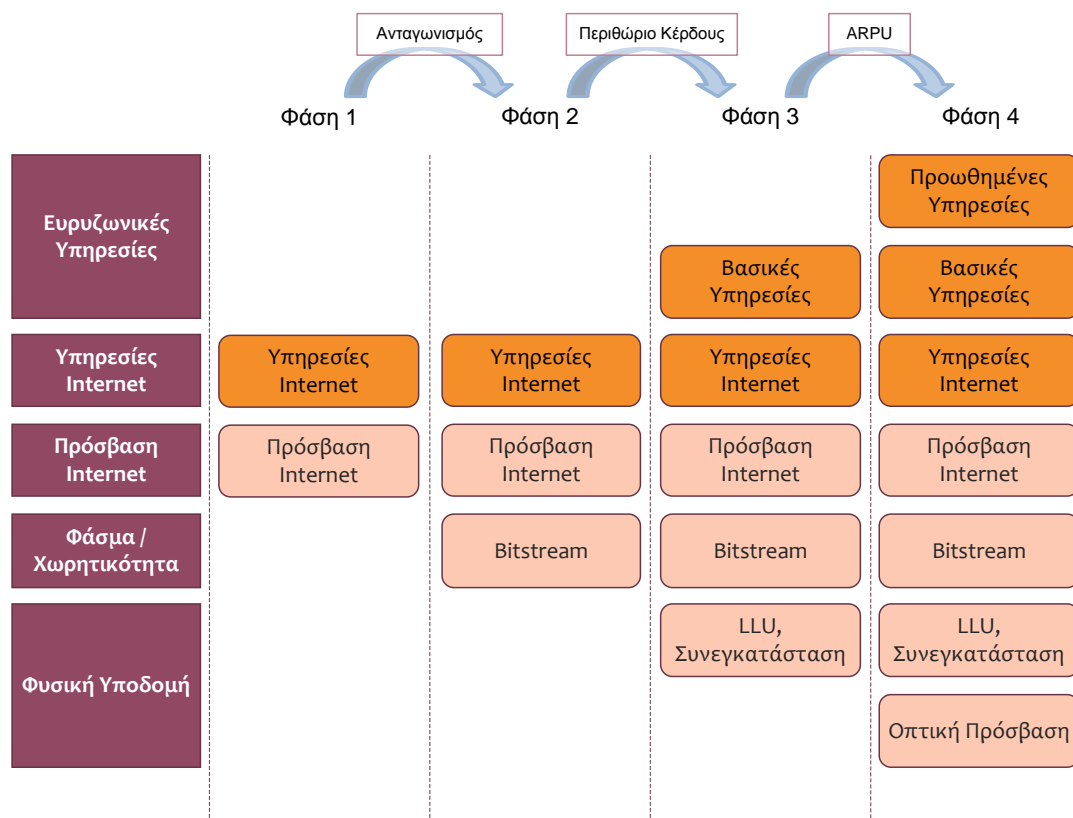 Ανταγωνισμός
Περιθώριο Κέρδους
ARPU
Φάση 1
Φάση 2
Φάση 3
Φάση 4
Ευρυζωνικές
Υπηρεσίες
Προωθημένες
Υπηρεσίες
Βασικές
Υπηρεσίες
Βασικές
Υπηρεσίες
Υπηρεσίες
Internet
Υπηρεσίες
Internet
Υπηρεσίες
Internet
Υπηρεσίες
Internet
Υπηρεσίες
Internet
Πρόσβαση
Internet
Πρόσβαση
Internet
Πρόσβαση
Internet
Πρόσβαση
Internet
Πρόσβαση
Internet
Φάσμα /
Χωρητικότητα
Bitstream
Bitstream
Bitstream
Φυσική Υποδομή
LLU,
Συνεγκατάσταση
LLU,
Συνεγκατάσταση
Οπτική Πρόσβαση